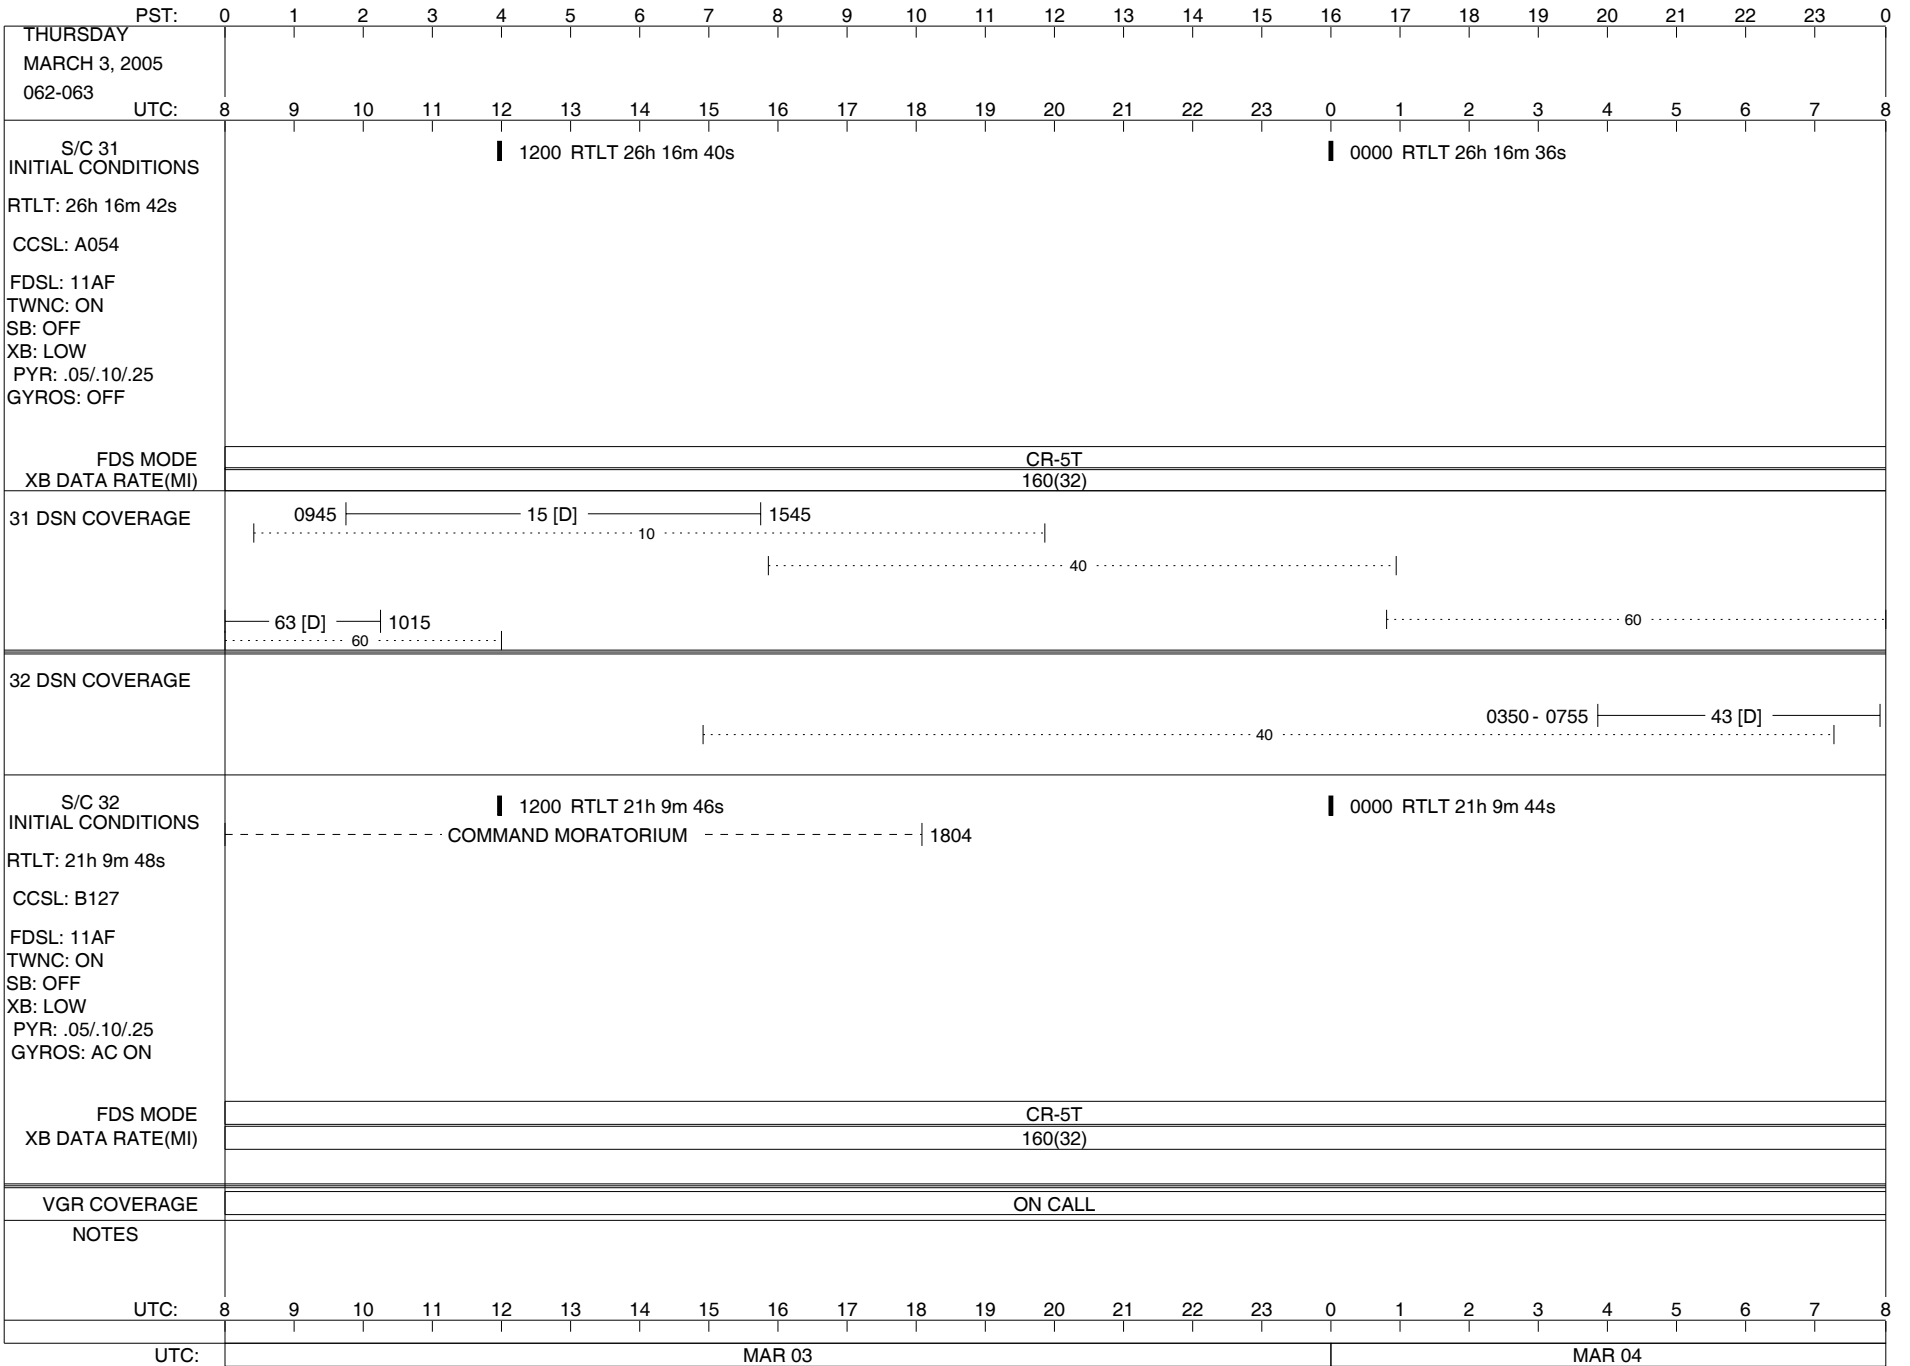 PST: 0 1 2 3 4 5 6 7 8 9 10 11 12 13 14 15 16 17 18 19 20 21 22 23 0
THURSDAY
MARCH 3, 2005
062-063
UTC: 8 9 10 11 12 13 14 15 16 17 18 19 20 21 22 23 0 1 2 3 4 5 6 7 8
S/C 31
INITIAL CONDITIONS
1200 RTLT 26h 16m 40s
0000 RTLT 26h 16m 36s
RTLT: 26h 16m 42s
CCSL: A054
FDSL: 11AF
TWNC: ON
SB: OFF
XB: LOW
PYR: .05/.10/.25
GYROS: OFF
FDS MODE CR-5T
XB DATA RATE(MI) 160(32)
31 DSN COVERAGE
0945 15 [D] 1545
10
40
63 [D] 1015
60
60
32 DSN COVERAGE
0350 - 0755 43 [D]
40
S/C 32
INITIAL CONDITIONS
1200 RTLT 21h 9m 46s
0000 RTLT 21h 9m 44s
COMMAND MORATORIUM 1804
RTLT: 21h 9m 48s
CCSL: B127
FDSL: 11AF
TWNC: ON
SB: OFF
XB: LOW
PYR: .05/.10/.25
GYROS: AC ON
FDS MODE CR-5T
XB DATA RATE(MI) 160(32)
VGR COVERAGE ON CALL
NOTES
UTC: 8 9 10 11 12 13 14 15 16 17 18 19 20 21 22 23 0 1 2 3 4 5 6 7 8
UTC: MAR 03 MAR 04